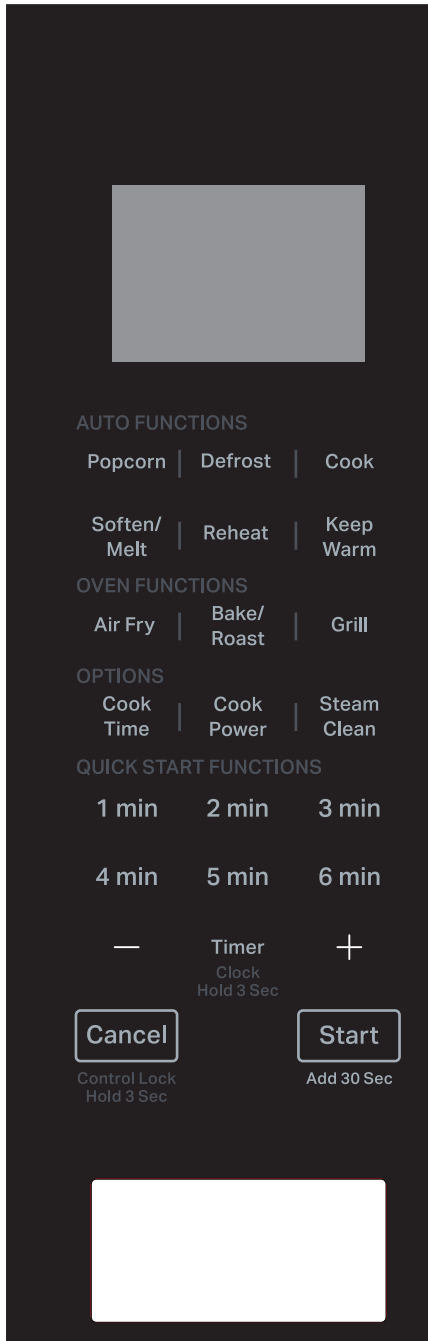 AUTO FUNCTIONS
Popcorn | Defrost | Cook
Soften/
Melt | Reheat | Keep
Warm
OVEN FUNCTIONS
Air Fry | Bake/
Roast | Grill
OPTIONS
Cook
Time | Cook
Power | Steam
Clean
QUICK START FUNCTIONS
1 min 2 min 3 min
4 min 5 min 6 min
— Timer +
Clock
Hold 3 Sec
Cancel Start
Control Lock
Hold 3 Sec
Add 30 Sec